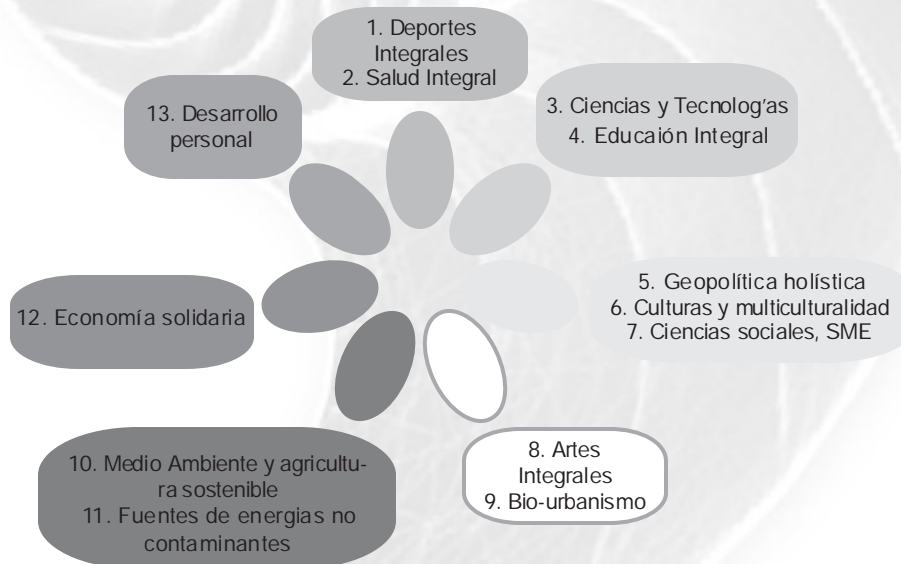 1. Deportes
Integrales
2. Salud Integral
3. Ciencias y Tecnolog'as
4. Educaión Integral
5. Geopolítica holística
6. Culturas y multiculturalidad
7. Ciencias sociales, SME
8. Artes
Integrales
9. Bio-urbanismo
10. Medio Ambiente y agricultu-
ra sostenible
11. Fuentes de energias no
contaminantes
12. Economía solidaria
13. Desarrollo
personal